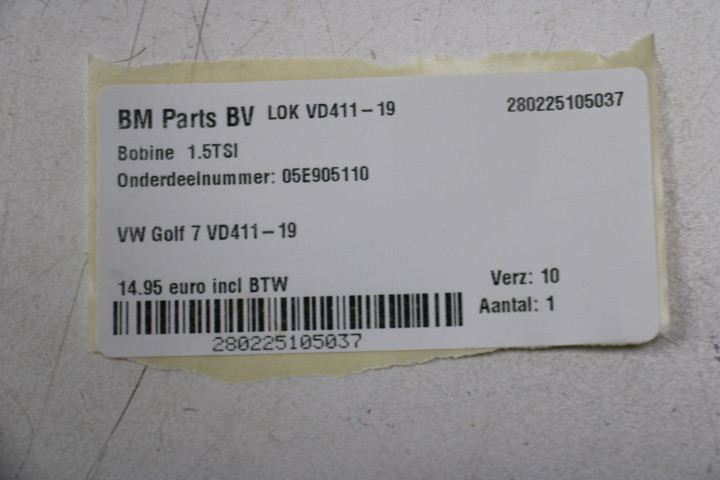 BM Parts BV LOK VD411-19 280225105037
Bobine 1.5TSI
Onderdeelnummer: 05E905110
VW Golf 7 VD411-19
14.95 euro incl BTW Verz: 10
Aantal: 1
280225105037